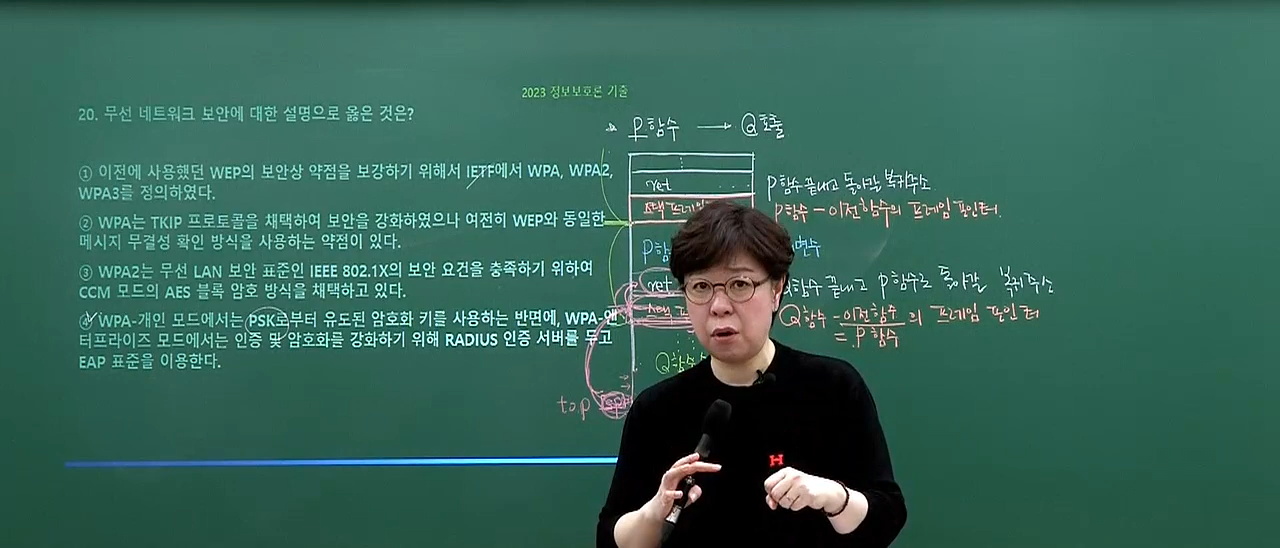 2023 정보보호론 기출
20. 무선 네트워크 보안에 대한 설명으로 옳은 것은?
① 이전에 사용했던 WEP의 보안상 약점을 보강하기 위해서 IETF에서 WPA, WPA2,
WPA3를 정의하였다.
② WPA는 TKIP 프로토콜을 채택하여 보안을 강화하였으나 여전히 WEP와 동일한
메시지 무결성 확인 방식을 사용하는 약점이 있다.
③ WPA2는 무선 LAN 보안 표준인 IEEE 802.1X의 보안 요건을 충족하기 위하여
CCM 모드의 AES 블록 암호 방식을 채택하고 있다.
④ WPA-개인 모드에서는 PSK로부터 유도된 암호화 키를 사용하는 반면에, WPA-엔
터프라이즈 모드에서는 인증 및 암호화를 강화하기 위해 RADIUS 인증 서버를 두고
EAP 표준을 이용한다.
P함수 → Q호출
ret
P함수 끝내고 돌아갈 복귀주소
스택 프레임
P함수 - 이전함수의 프레임 포인터
P함
변수
ret
Q함수 끝내고 P함수로 돌아갈 복귀주소
스택
Q함수 - 이전함수의 프레임 포인터
= P함수
Q함수
top SP
H